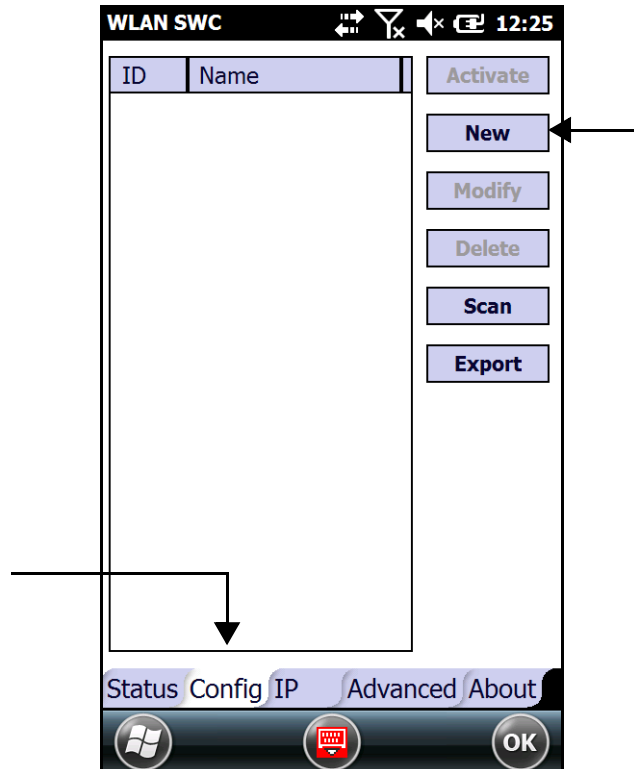 WLAN SWC 12:25
ID Name
Activate
New
Modify
Delete
Scan
Export
Status Config IP Advanced About
OK